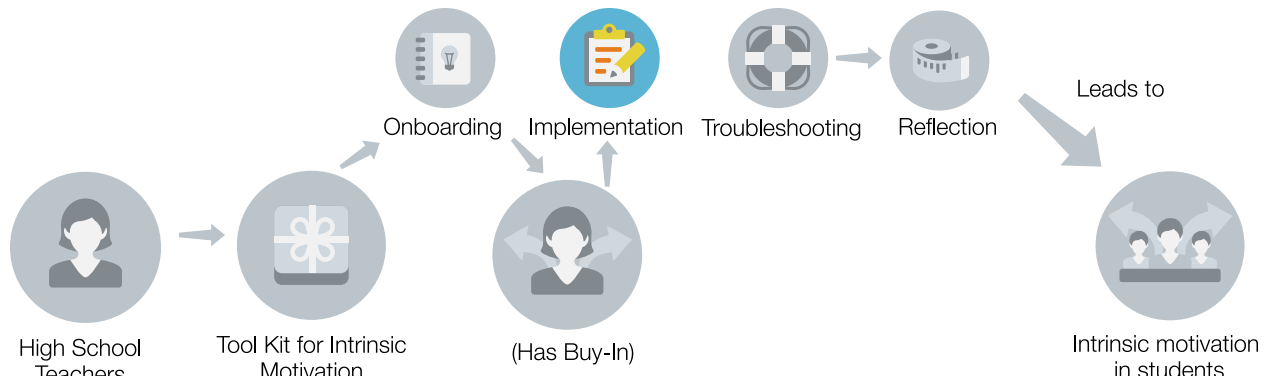 Leads to
Onboarding
Implementation
Troubleshooting
Reflection
High School
Teachers
Tool Kit for Intrinsic
Motivation
(Has Buy-In)
Intrinsic motivation
in students